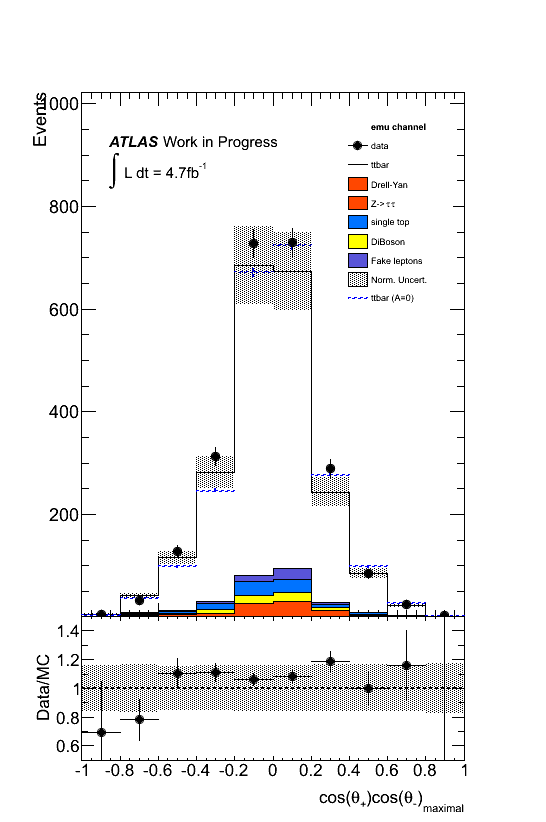 Events
1000
800
600
400
200
ATLAS Work in Progress
∫ L dt = 4.7fb⁻¹
emu channel
data
ttbar
Drell-Yan
Z->ττ
single top
DiBoson
Fake leptons
Norm. Uncert.
ttbar (A=0)
Data/MC
1.4
1.2
1
0.8
0.6
-1 -0.8 -0.6 -0.4 -0.2 0 0.2 0.4 0.6 0.8 1
cos(θ₊)cos(θ₋)maximal